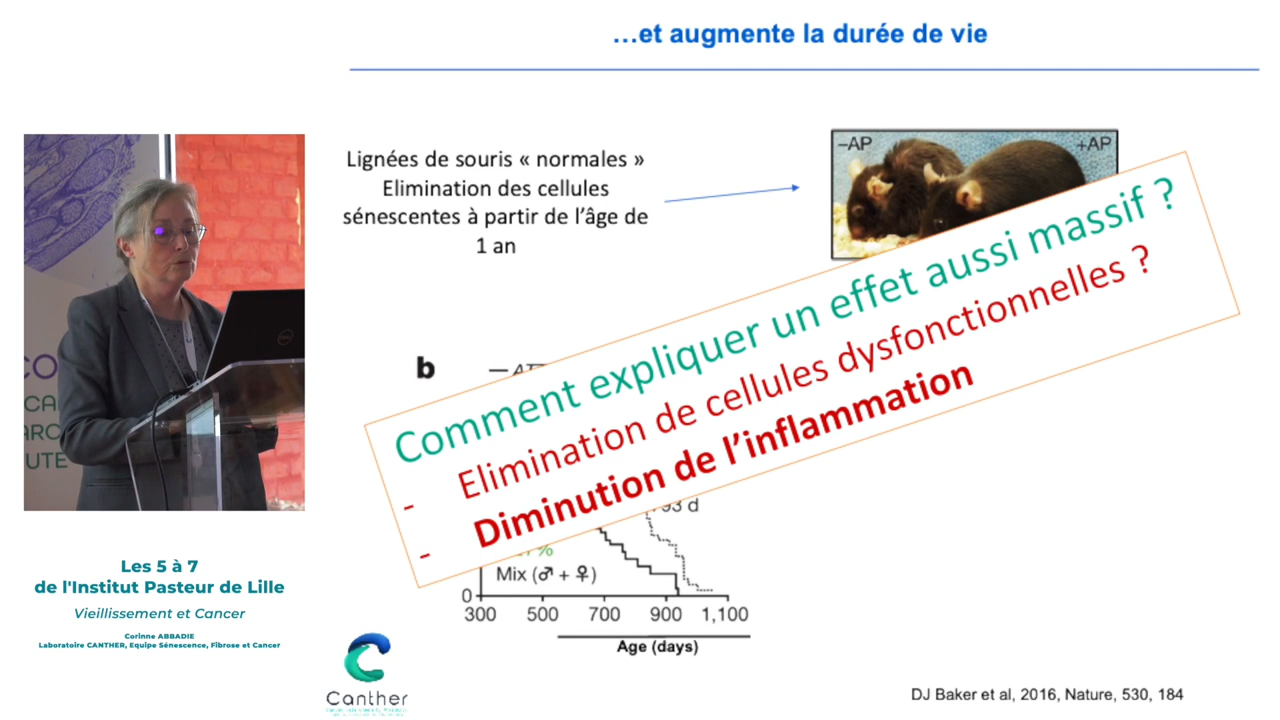 …et augmente la durée de vie
Lignées de souris « normales »
Elimination des cellules
sénescentes à partir de l’âge de
1 an
–AP
+AP
Comment expliquer un effet aussi massif ?
- Elimination de cellules dysfonctionnelles ?
- Diminution de l’inflammation
b
%
Mix (♂ + ♀)
0
300 500 700 900 1,100
Age (days)
DJ Baker et al, 2016, Nature, 530, 184
Les 5 à 7
de l'Institut Pasteur de Lille
Vieillissement et Cancer
Corinne ABBADIE
Laboratoire CANTHER, Equipe Sénescence, Fibrose et Cancer
Canther